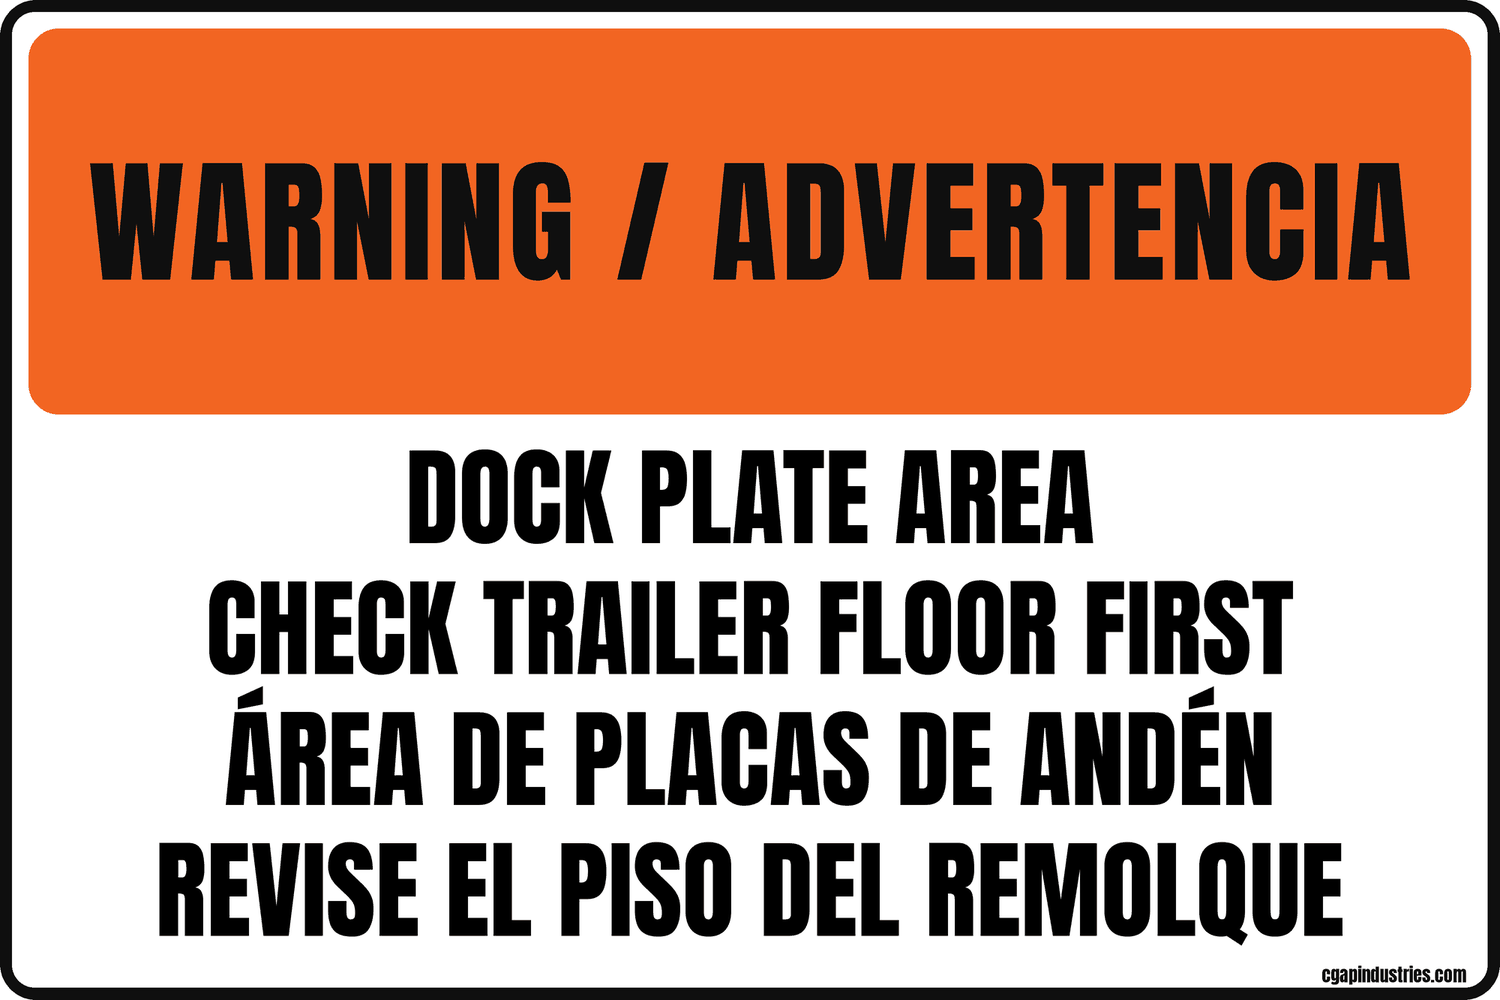 WARNING / ADVERTENCIA
DOCK PLATE AREA
CHECK TRAILER FLOOR FIRST
ÁREA DE PLACAS DE ANDÉN
REVISE EL PISO DEL REMOLQUE
cgapindustries.com